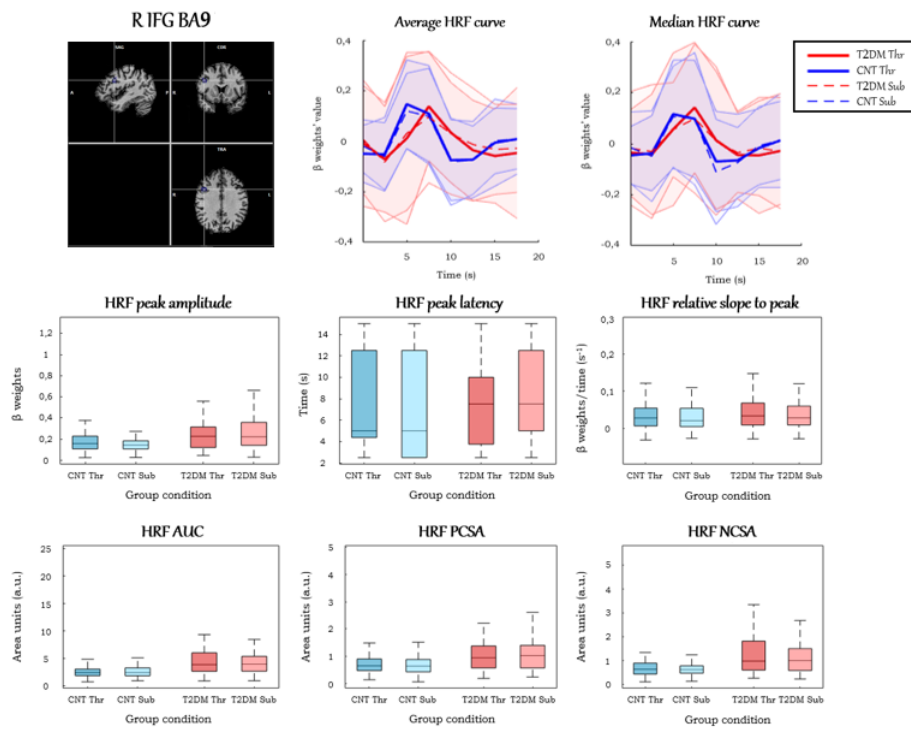 R IFG BA9
SAG
COR
A
P
R
L
TRA
R
L
Average HRF curve
0,4
0,2
0
-0,2
-0,4
β weights' value
5
10
15
20
Time (s)
Median HRF curve
0,4
0,2
0
-0,2
-0,4
β weights' value
5
10
15
20
Time (s)
T2DM Thr
CNT Thr
T2DM Sub
CNT Sub
HRF peak amplitude
1,2
1
0,8
0,6
0,4
0,2
0
β weights
CNT Thr CNT Sub T2DM Thr T2DM Sub
Group condition
HRF peak latency
14
12
10
8
6
4
2
Time (s)
CNT Thr CNT Sub T2DM Thr T2DM Sub
Group condition
HRF relative slope to peak
0,3
0,2
0,1
0
β weights/time (s⁻¹)
CNT Thr CNT Sub T2DM Thr T2DM Sub
Group condition
HRF AUC
25
20
15
10
5
0
Area units (a.u.)
CNT Thr CNT Sub T2DM Thr T2DM Sub
Group condition
HRF PCSA
5
4
3
2
1
0
Area units (a.u.)
CNT Thr CNT Sub T2DM Thr T2DM Sub
Group condition
HRF NCSA
5
4
3
2
1
0
Area units (a.u.)
CNT Thr CNT Sub T2DM Thr T2DM Sub
Group condition